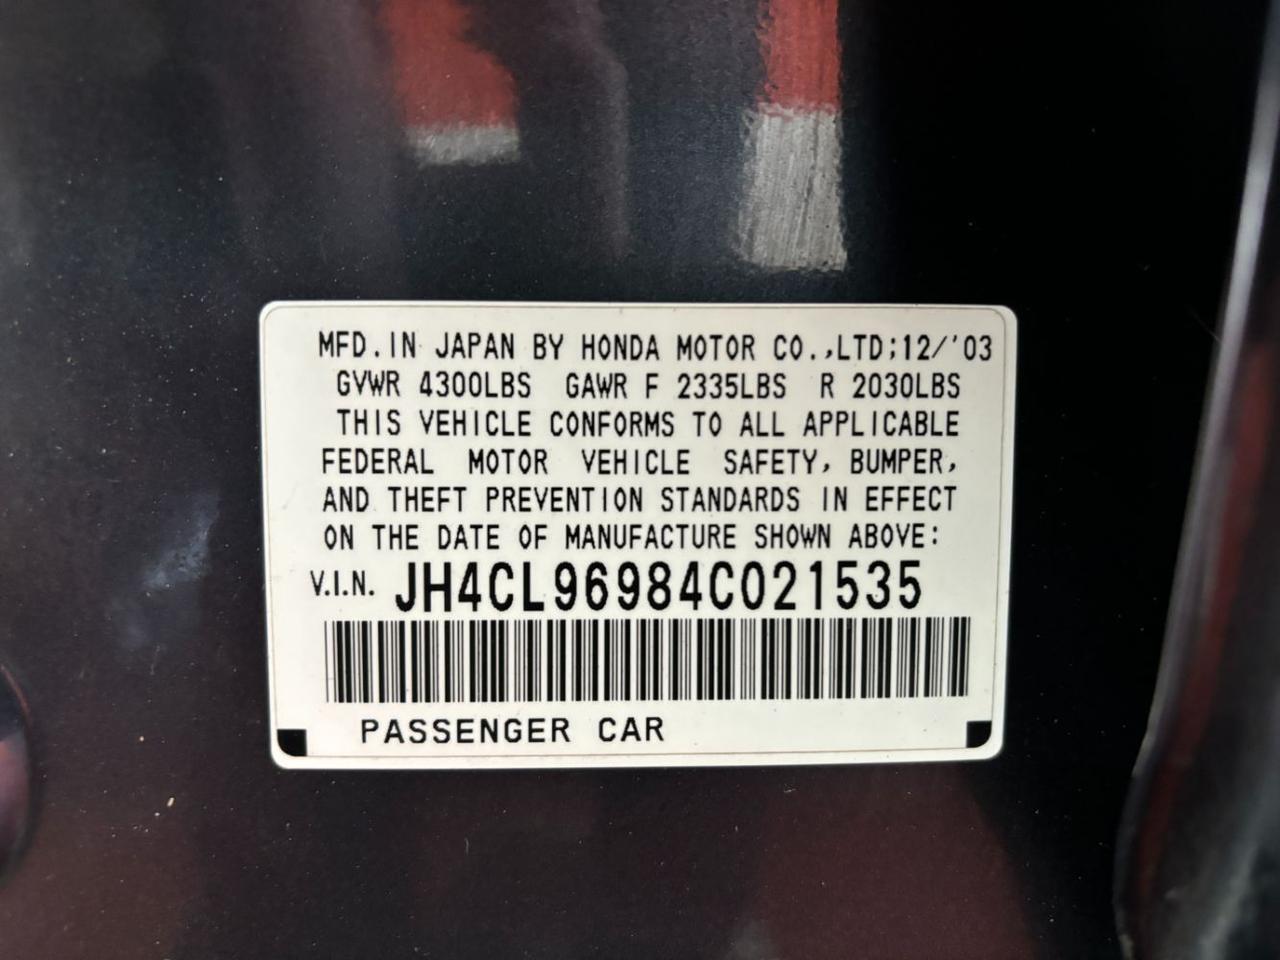 MFD.IN JAPAN BY HONDA MOTOR CO.,LTD;12/'03
GVWR 4300LBS GAWR F 2335LBS R 2030LBS
THIS VEHICLE CONFORMS TO ALL APPLICABLE
FEDERAL MOTOR VEHICLE SAFETY, BUMPER,
AND THEFT PREVENTION STANDARDS IN EFFECT
ON THE DATE OF MANUFACTURE SHOWN ABOVE:
V.I.N. JH4CL96984C021535
PASSENGER CAR